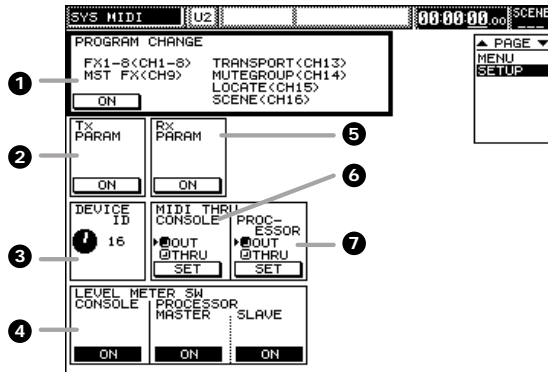 SYS MIDI U2 00:00:00.00 SCENE
▲ PAGE ▼
MENU
SETUP
PROGRAM CHANGE
FX1-8(CH1-8) TRANSPORT(CH13)
MST FX(CH9) MUTEGROUP(CH14)
LOCATE(CH15)
SCENE(CH16)
ON
1
Tx PARAM
ON
2
Rx PARAM
ON
5
6
DEVICE ID
16
3
MIDI THRU
CONSOLE
OUT
THRU
SET
PROC-
ESSOR
OUT
THRU
SET
7
LEVEL METER SW
CONSOLE PROCESSOR
MASTER SLAVE
4
ON ON ON